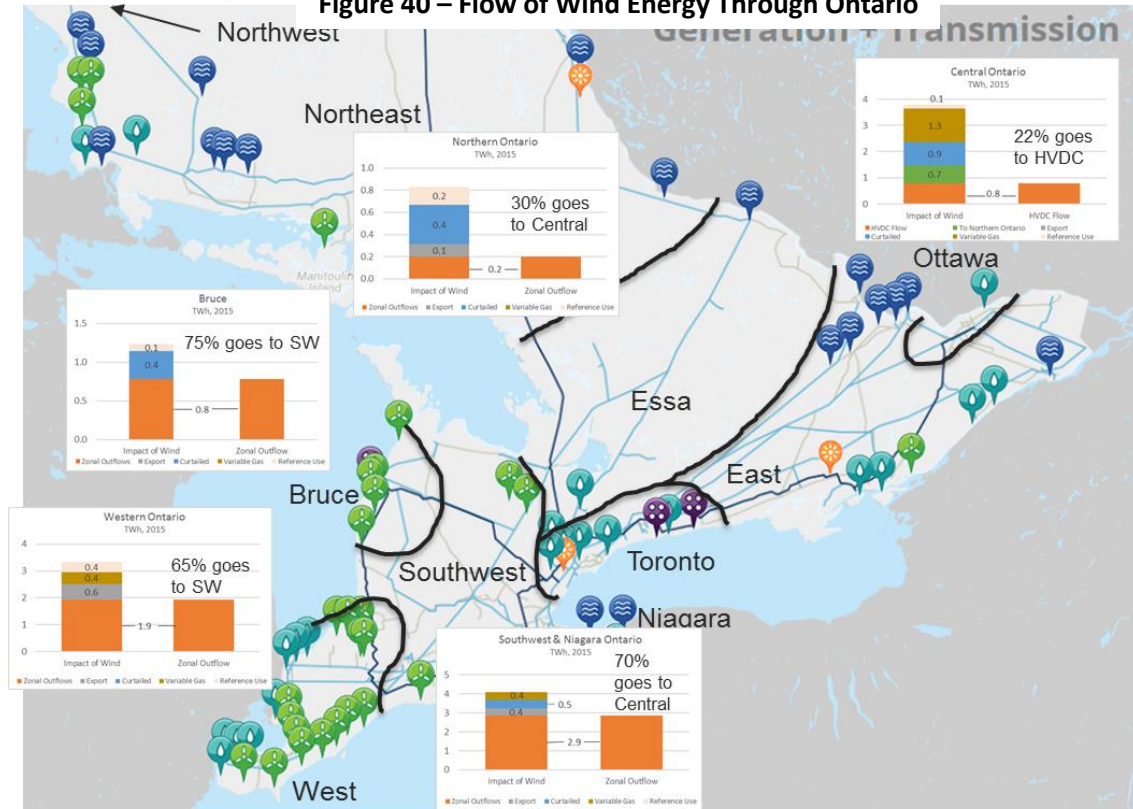 Figure 40 – Flow of Wind Energy Through Ontario
Generation + Transmission
Northwest
Northeast
Northern Ontario
TWh, 2015
1.0
0.8
0.6
0.4
0.2
0.0
0.2
0.4
0.1
0.2
30% goes
to Central
Impact of Wind
Zonal Outflow
Zonal Outflows Export Curtailed Variable Gas Reference Use
Central Ontario
TWh, 2015
4
3
2
1
0
0.1
1.3
0.9
0.7
0.8
22% goes
to HVDC
Impact of Wind
HVDC Flow
HVDC Flow To Northern Ontario Export
Curtailed Variable Gas Reference Use
Ottawa
Manitoulin
Island
Bruce
TWh, 2015
1.5
1.0
0.5
0.0
0.1
0.4
0.8
75% goes to SW
Impact of Wind
Zonal Outflow
Zonal Outflows Export Curtailed Variable Gas Reference Use
Essa
East
Bruce
Southwest
Toronto
Niagara
Western Ontario
TWh, 2015
4
3
2
1
0
0.4
0.4
0.6
1.9
65% goes
to SW
Impact of Wind
Zonal Outflow
Zonal Outflows Export Curtailed Variable Gas Reference Use
Southwest & Niagara Ontario
TWh, 2015
5
4
3
2
1
0
0.4
0.5
0.4
2.9
70%
goes to
Central
Impact of Wind
Zonal Outflow
Zonal Outflows Export Curtailed Variable Gas Reference Use
West